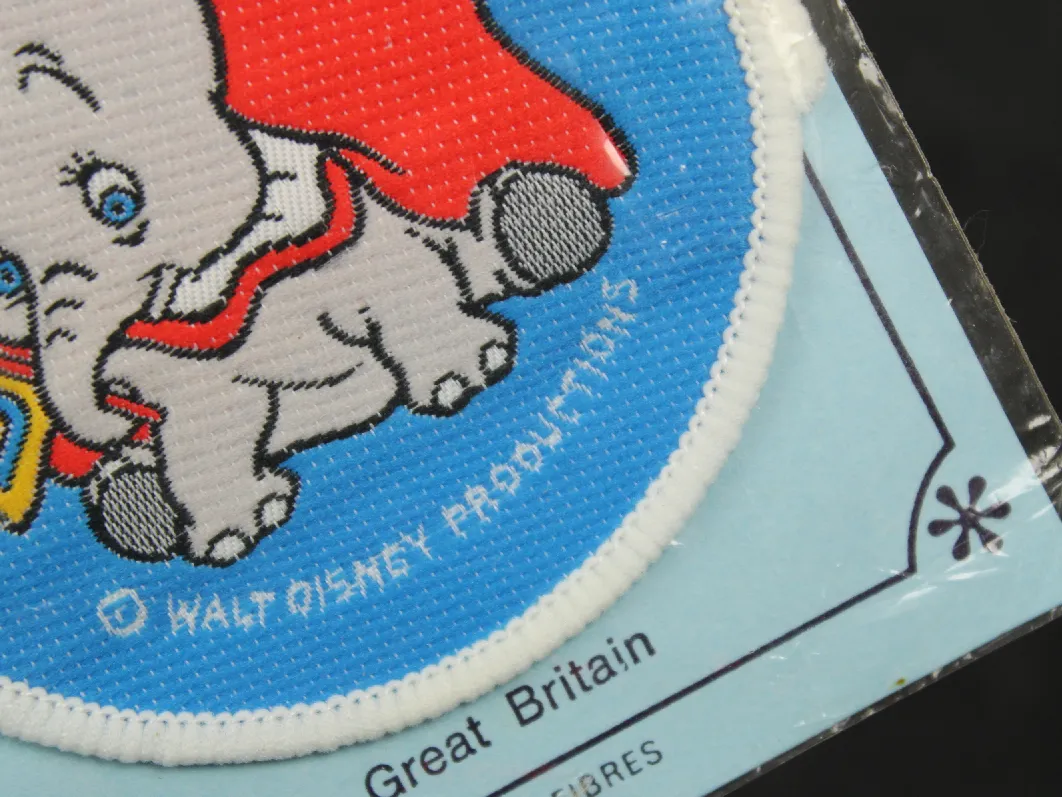 © WALT DISNEY PRODUCTIONS
Great Britain
FIBRES